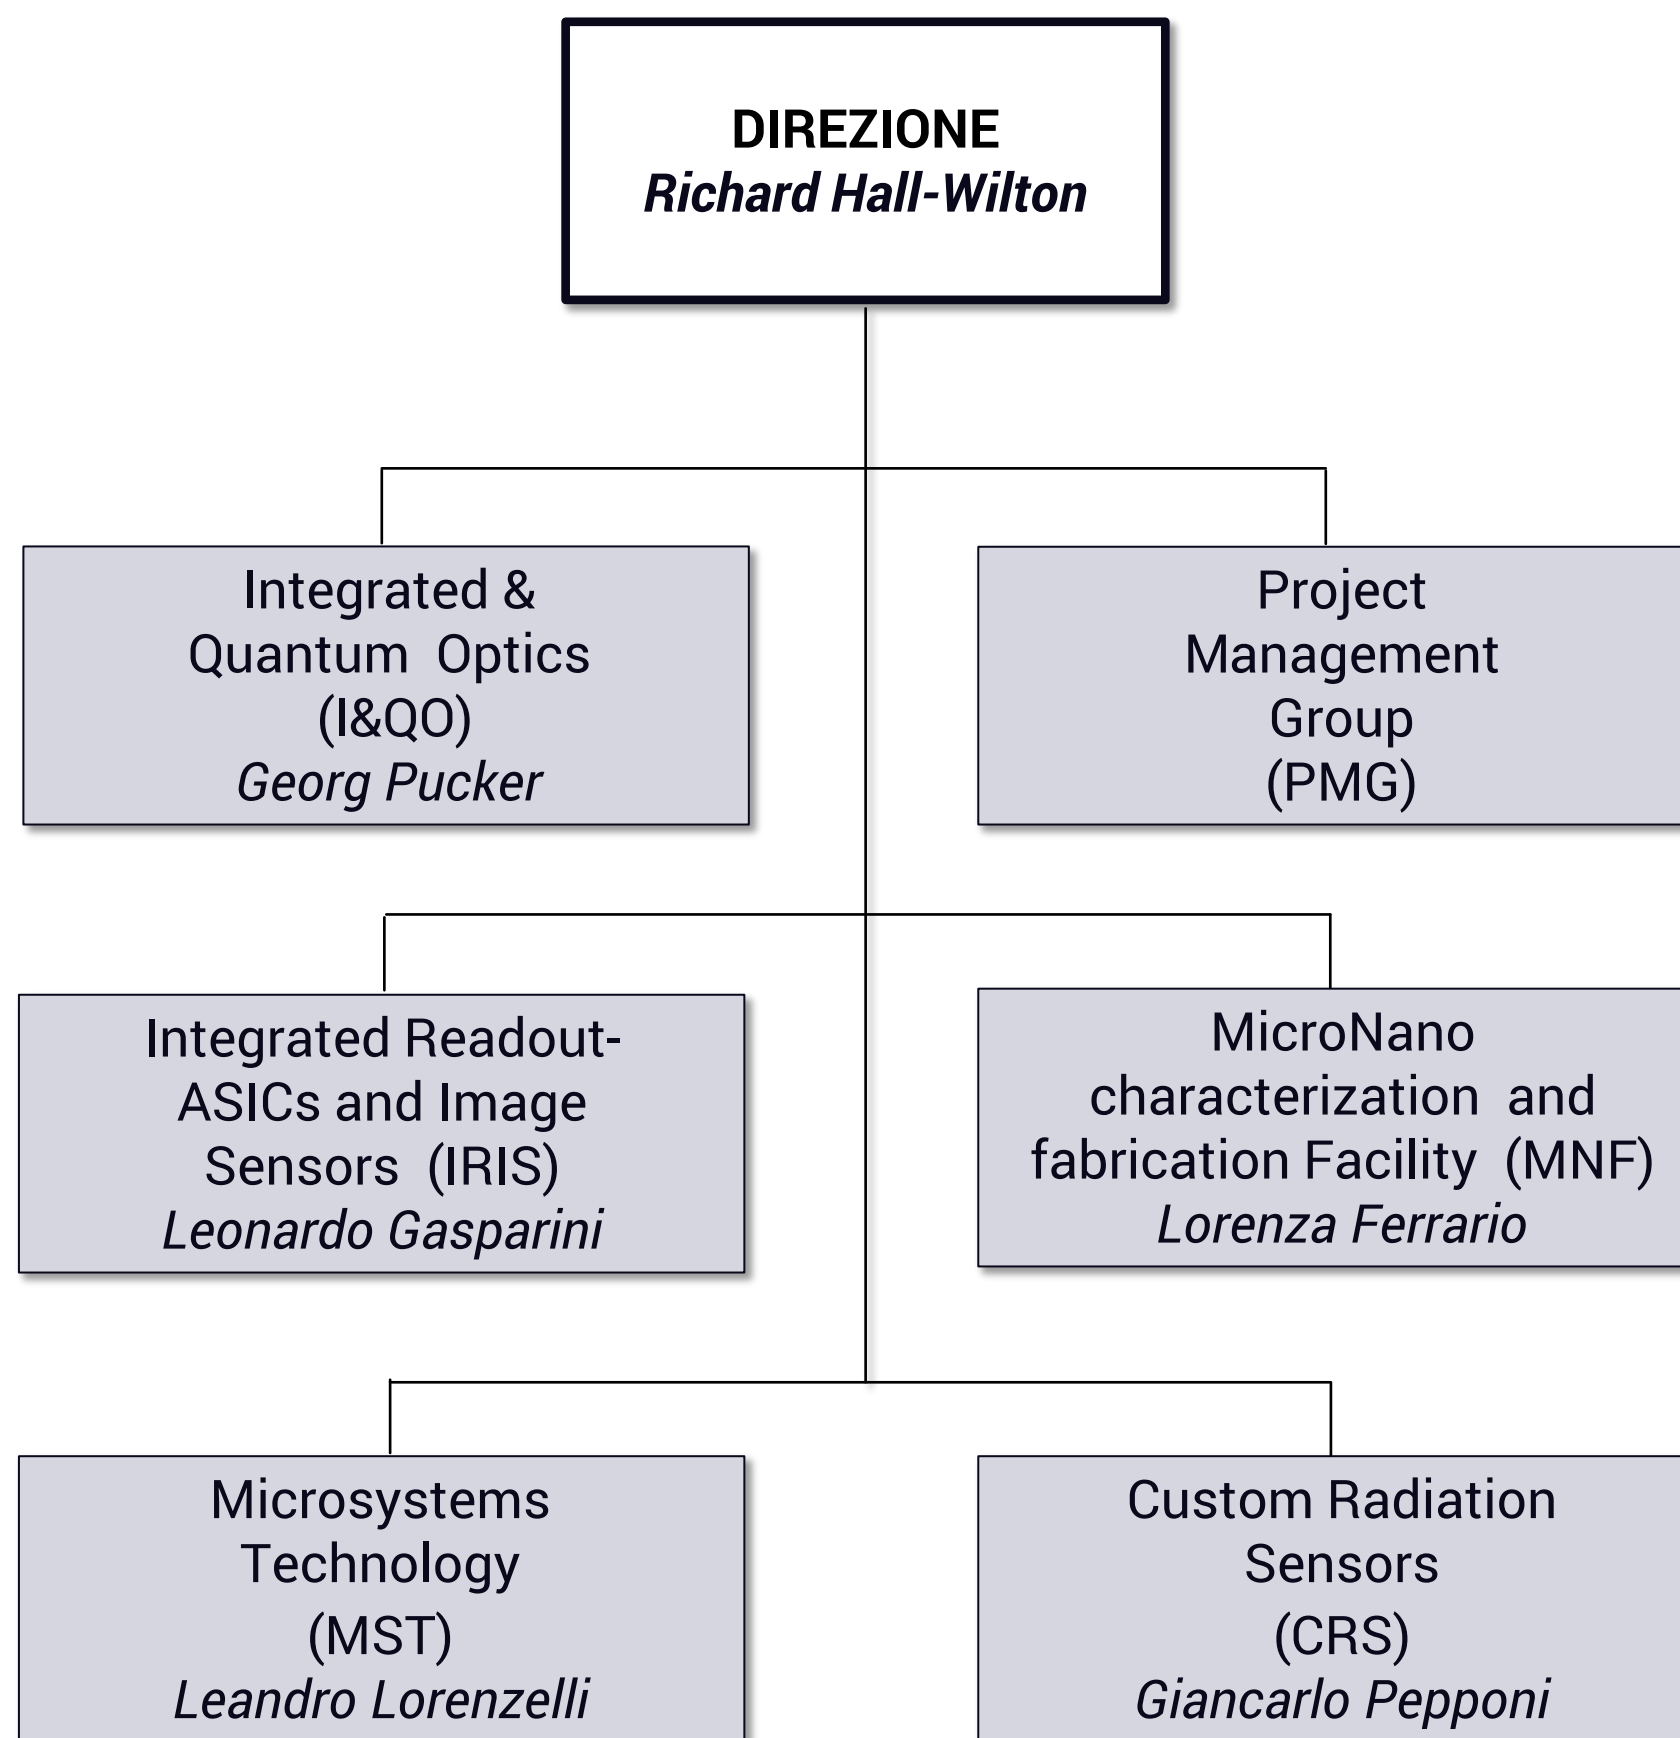 DIREZIONE
Richard Hall-Wilton
Integrated &
Quantum Optics
(I&QO)
Georg Pucker
Project
Management
Group
(PMG)
Integrated Readout-
ASICs and Image
Sensors (IRIS)
Leonardo Gasparini
MicroNano
characterization and
fabrication Facility (MNF)
Lorenza Ferrario
Microsystems
Technology
(MST)
Leandro Lorenzelli
Custom Radiation
Sensors
(CRS)
Giancarlo Pepponi